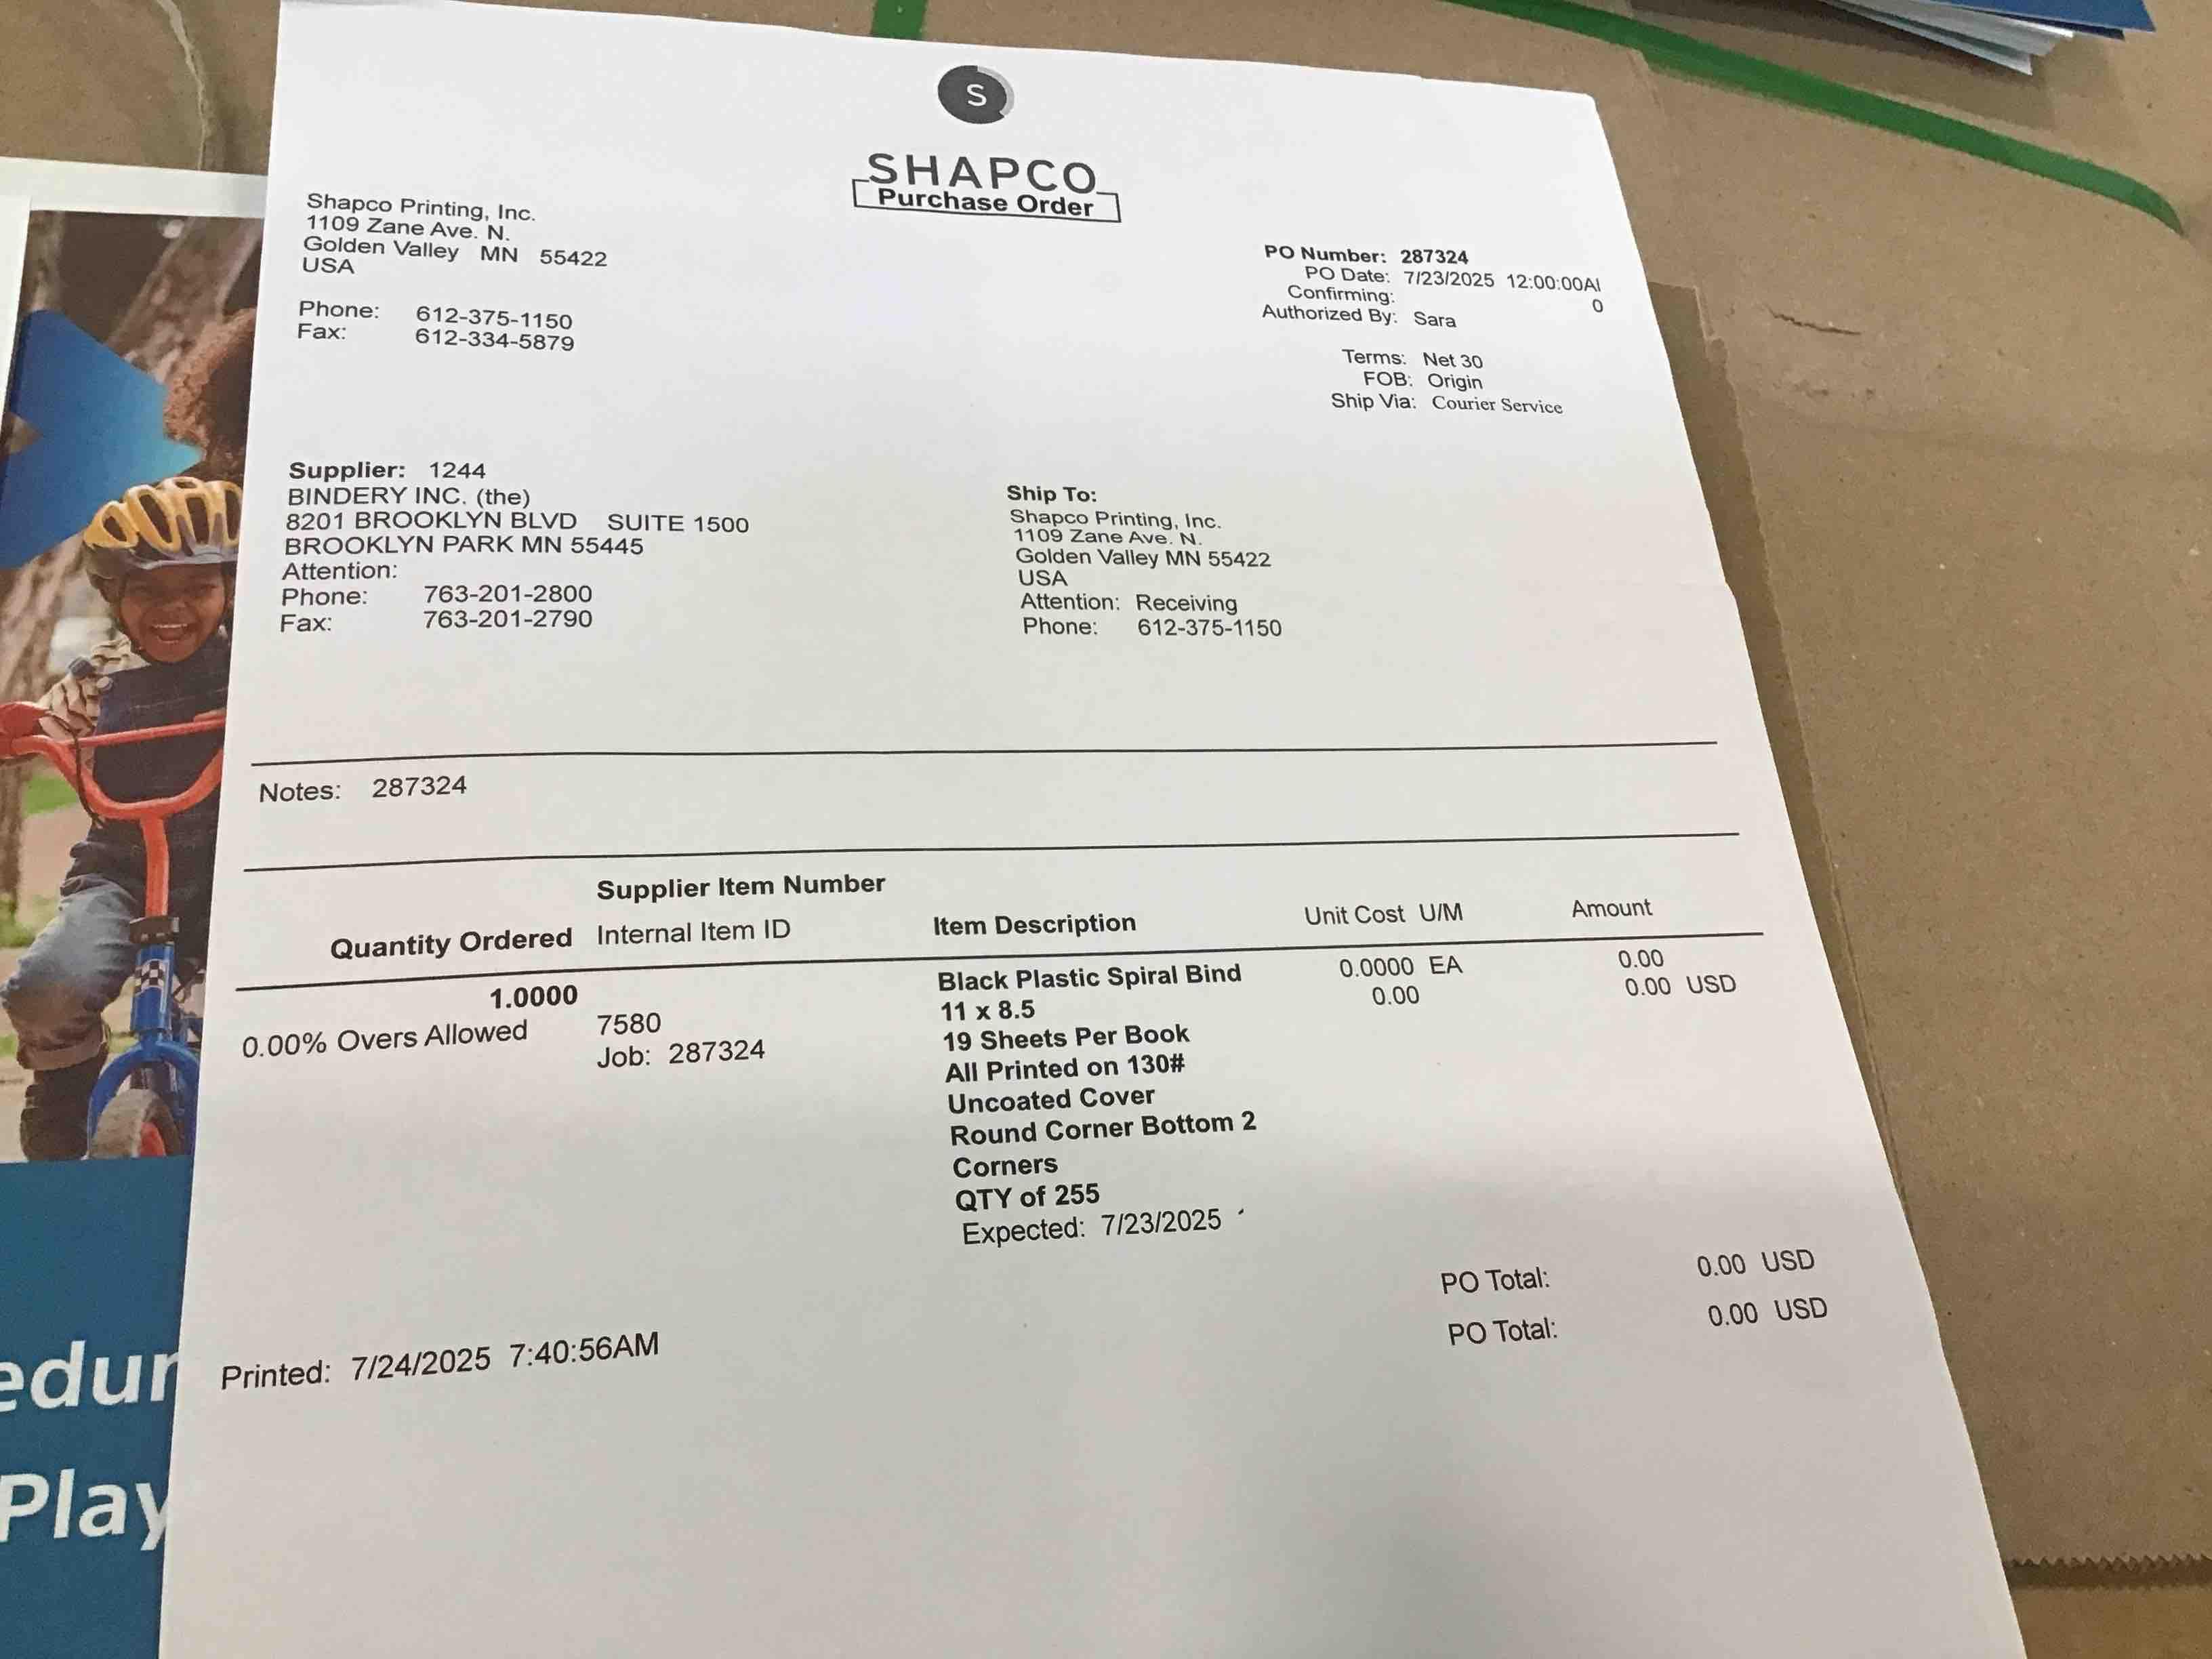 S
SHAPCO
Purchase Order
Shapco Printing, Inc.
1109 Zane Ave. N.
Golden Valley MN 55422
USA
Phone: 612-375-1150
Fax: 612-334-5879
PO Number: 287324
PO Date: 7/23/2025 12:00:00AM
Confirming: 0
Authorized By: Sara
Terms: Net 30
FOB: Origin
Ship Via: Courier Service
Supplier: 1244
BINDERY INC. (the)
8201 BROOKLYN BLVD SUITE 1500
BROOKLYN PARK MN 55445
Attention:
Phone: 763-201-2800
Fax: 763-201-2790
Ship To:
Shapco Printing, Inc.
1109 Zane Ave. N.
Golden Valley MN 55422
USA
Attention: Receiving
Phone: 612-375-1150
Notes: 287324
Supplier Item Number
Quantity Ordered Internal Item ID Item Description Unit Cost U/M Amount
1.0000 Black Plastic Spiral Bind 0.0000 EA 0.00
0.00% Overs Allowed 7580 11 x 8.5 0.00 0.00 USD
Job: 287324 19 Sheets Per Book
All Printed on 130#
Uncoated Cover
Round Corner Bottom 2
Corners
QTY of 255
Expected: 7/23/2025
PO Total: 0.00 USD
PO Total: 0.00 USD
Printed: 7/24/2025 7:40:56AM
edur
Play